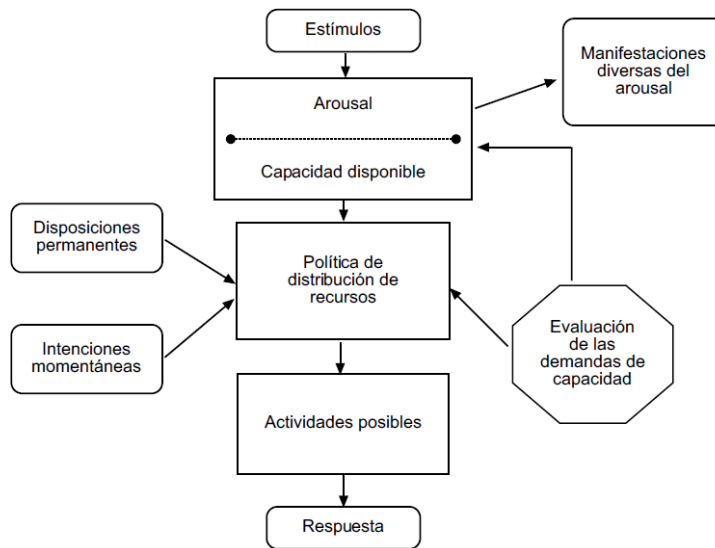 Estímulos
Manifestaciones
diversas del
arousal
Arousal
Capacidad disponible
Disposiciones
permanentes
Política de
distribución de
recursos
Intenciones
momentáneas
Evaluación
de las
demandas de
capacidad
Actividades posibles
Respuesta